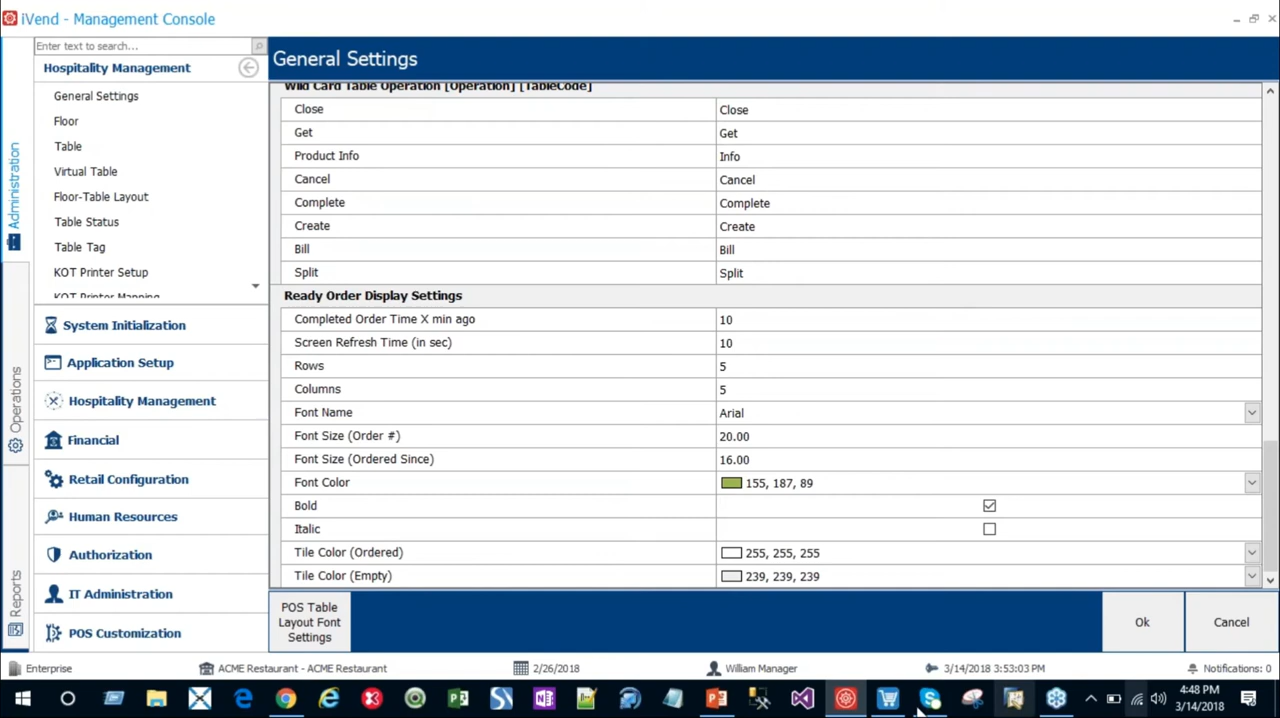 iVend - Management Console
Enter text to search...
Hospitality Management
General Settings
Floor
Table
Virtual Table
Floor-Table Layout
Table Status
Table Tag
KOT Printer Setup
KOT Printer Mapping
System Initialization
Application Setup
Hospitality Management
Financial
Retail Configuration
Human Resources
Authorization
IT Administration
POS Customization
Administration
Operations
Reports
General Settings
Wild Card Table Operation [Operation] [TableCode]
Close Close
Get Get
Product Info Info
Cancel Cancel
Complete Complete
Create Create
Bill Bill
Split Split
Ready Order Display Settings
Completed Order Time X min ago 10
Screen Refresh Time (in sec) 10
Rows 5
Columns 5
Font Name Arial
Font Size (Order #) 20.00
Font Size (Ordered Since) 16.00
Font Color 155, 187, 89
Bold
Italic
Tile Color (Ordered) 255, 255, 255
Tile Color (Empty) 239, 239, 239
POS Table
Layout Font
Settings
Ok
Cancel
Enterprise
ACME Restaurant - ACME Restaurant
2/26/2018
William Manager
3/14/2018 3:53:03 PM
Notifications: 0
4:48 PM
3/14/2018